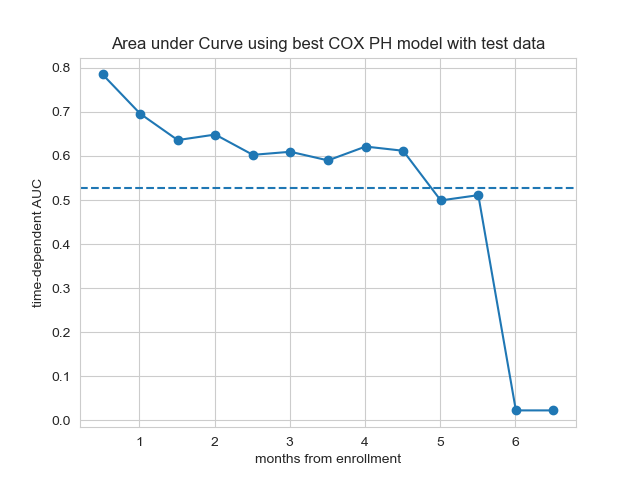 Area under Curve using best COX PH model with test data
time-dependent AUC
0.8
0.7
0.6
0.5
0.4
0.3
0.2
0.1
0.0
1 2 3 4 5 6
months from enrollment